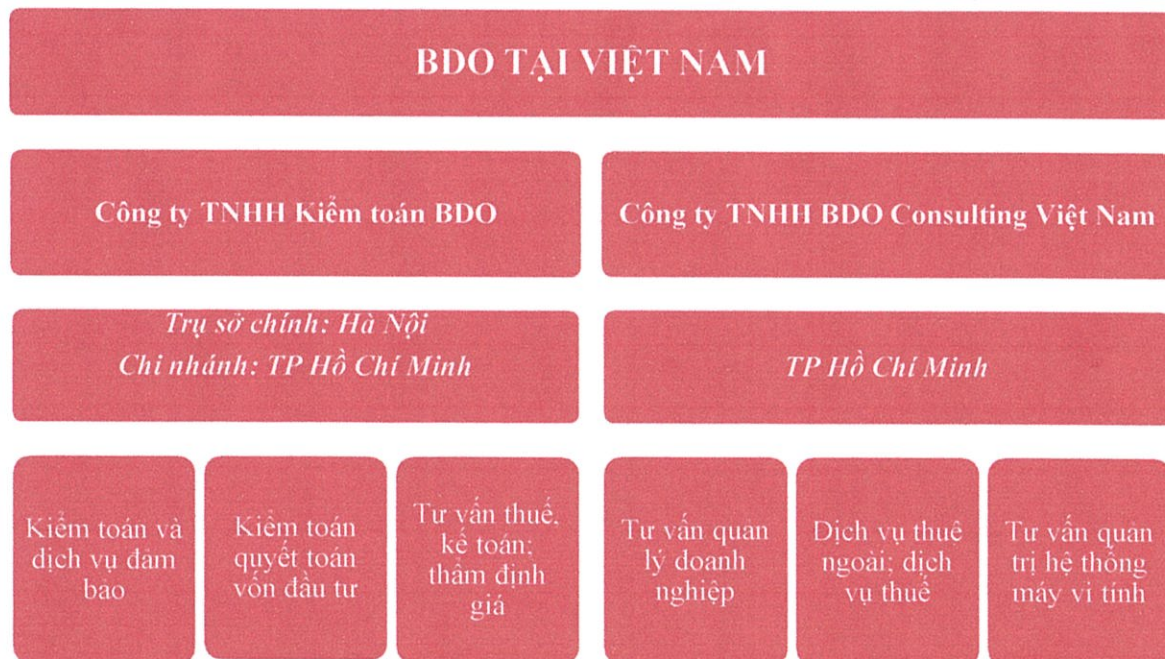 BDO TẠI VIỆT NAM
Công ty TNHH Kiểm toán BDO
Công ty TNHH BDO Consulting Việt Nam
Trụ sở chính: Hà Nội
Chi nhánh: TP Hồ Chí Minh
TP Hồ Chí Minh
Kiểm toán và
dịch vụ đảm
bảo
Kiểm toán
quyết toán
vốn đầu tư
Tư vấn thuế,
kế toán;
thẩm định
giá
Tư vấn quản
lý doanh
nghiệp
Dịch vụ thuê
ngoài; dịch
vụ thuế
Tư vấn quản
trị hệ thống
máy vi tính